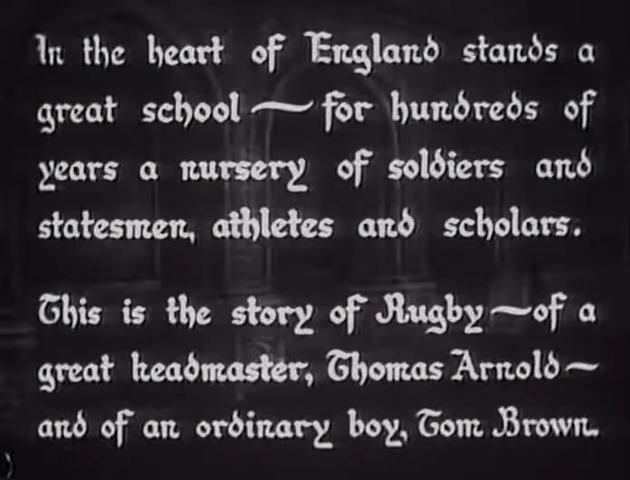 In the heart of England stands a
great school — for hundreds of
years a nursery of soldiers and
statesmen, athletes and scholars.
This is the story of Rugby — of a
great headmaster, Thomas Arnold —
and of an ordinary boy, Tom Brown.